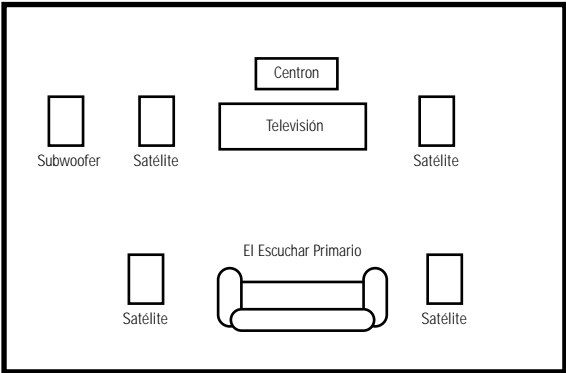 Centron
Televisión
Subwoofer
Satélite
Satélite
El Escuchar Primario
Satélite
Satélite